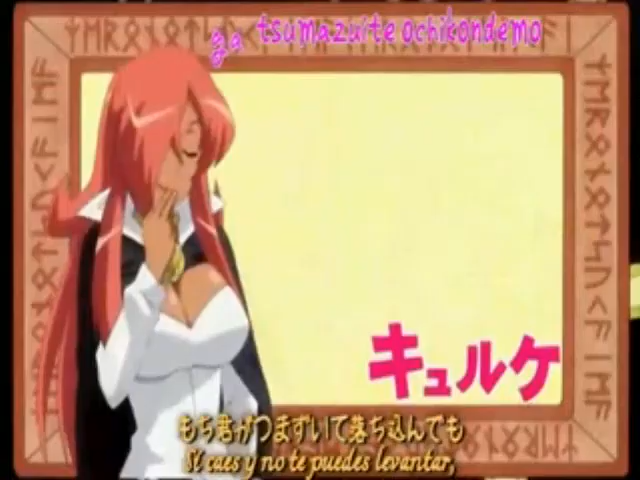 ga tsumazuite ochikondemo
キュルケ
もち君がつまずいて落ち込んでも
Sí caes y no te puedes levantar,